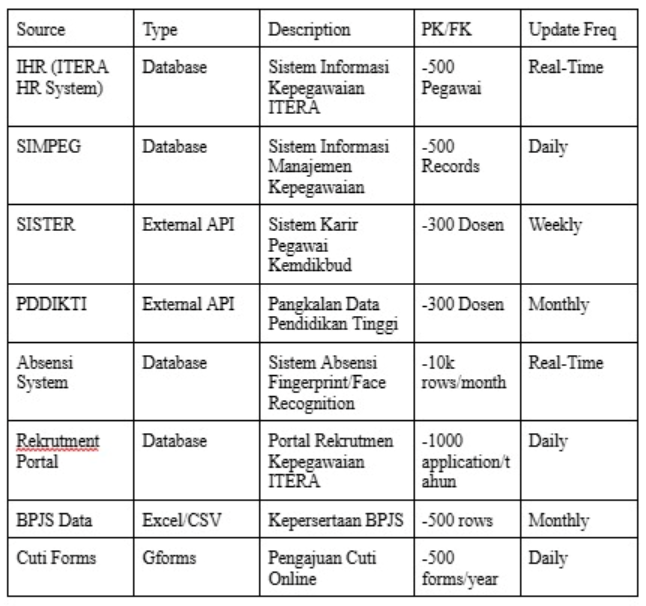 Source Type Description PK/FK Update Freq
IHR (ITERA Database Sistem Informasi -500 Real-Time
HR System) Kepegawaian Pegawai
ITERA
SIMPEG Database Sistem Informasi -500 Daily
Manajemen Records
Kepegawaian
SISTER External API Sistem Karir -300 Dosen Weekly
Pegawai
Kemdikbud
PDDIKTI External API Pangkalan Data -300 Dosen Monthly
Pendidikan Tinggi
Absensi Database Sistem Absensi -10k Real-Time
System Fingerprint/Face rows/month
Recognition
Rekrutment Database Portal Rekrutmen -1000 Daily
Portal Kepegawaian application/t
ITERA ahun
BPJS Data Excel/CSV Kepersertaan BPJS -500 rows Monthly
Cuti Forms Gforms Pengajuan Cuti -500 Daily
Online forms/year